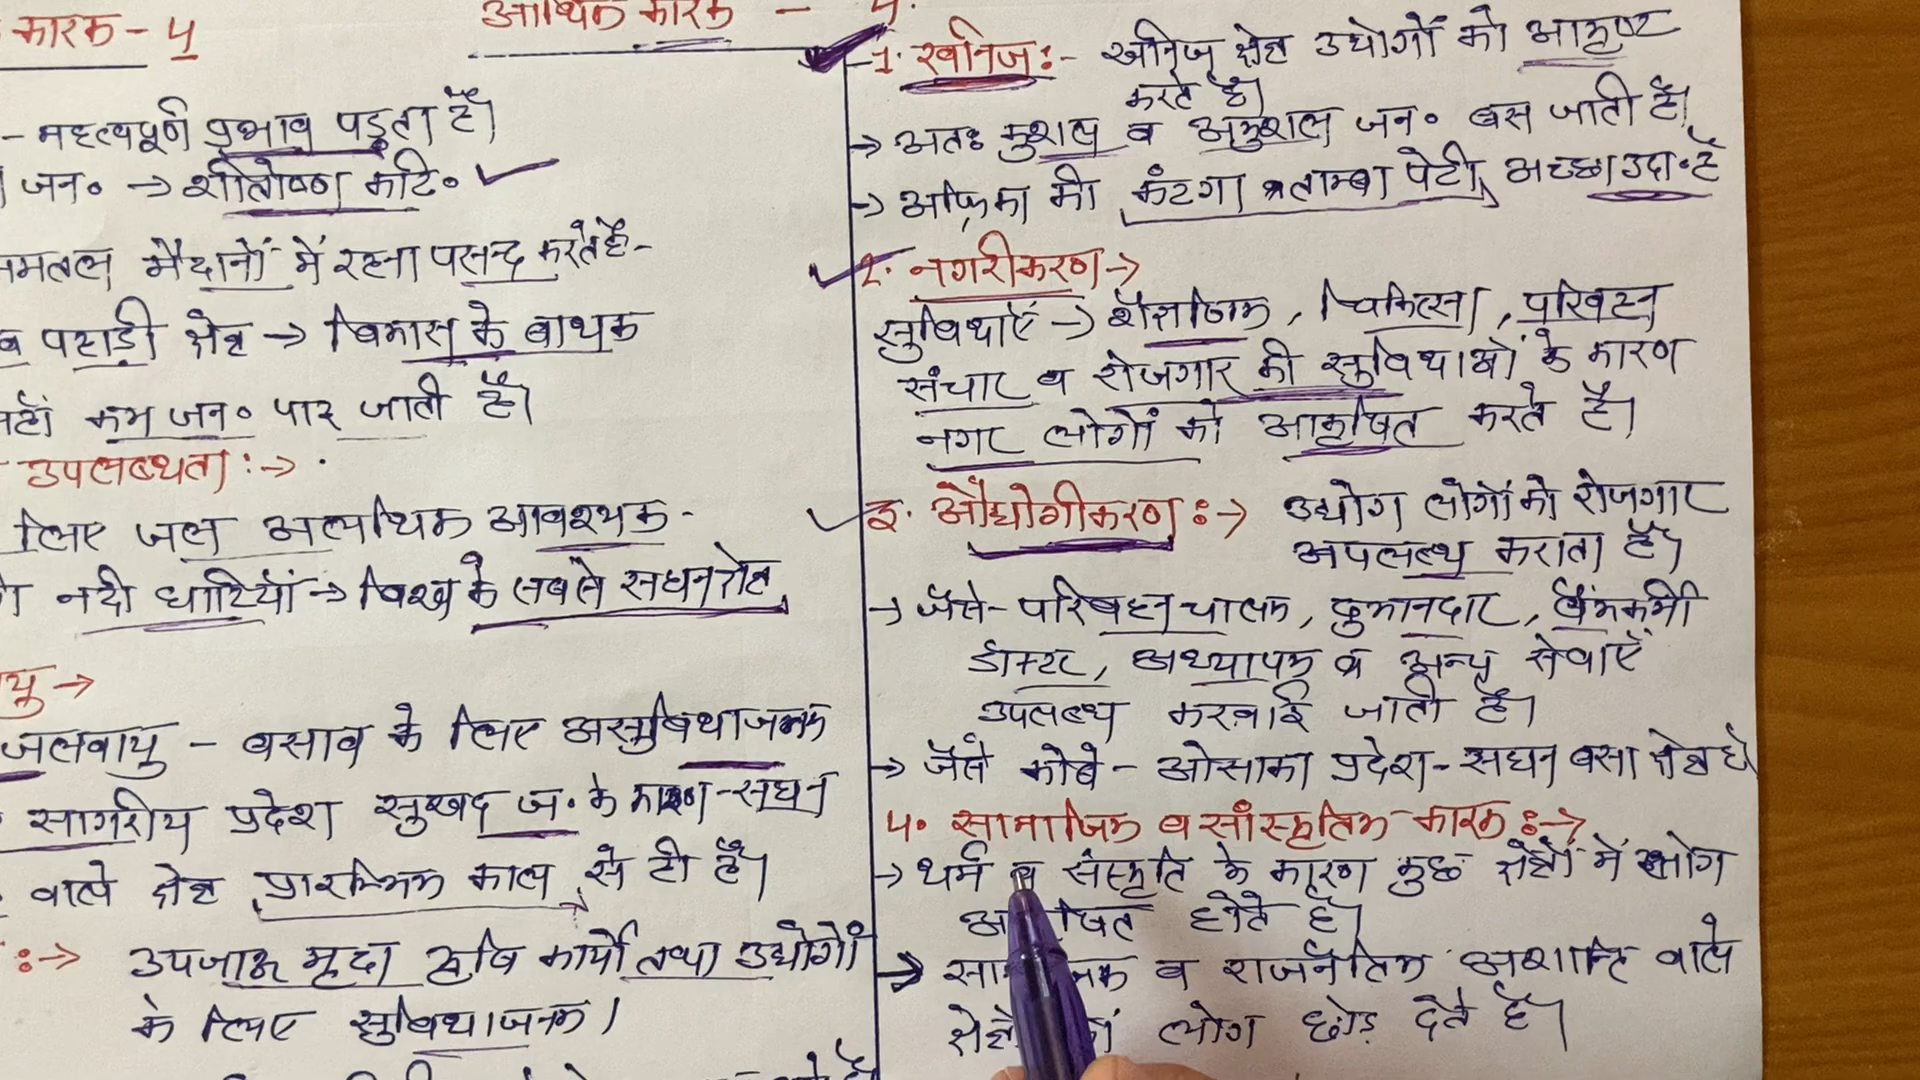 कारक - 4
- महत्वपूर्ण प्रभाव पड़ता है।
जन० → शीतोष्ण कटि०
समतल मैदानों में रहना पसन्द करते है-
व पहाड़ी क्षेत्र → विकास के बाधक
कम जन० पाई जाती है।
उपलब्धता :→
लिए जल अत्यधिक आवश्यक -
नदी घाटियाँ → विश्व के सबसे सघन क्षेत्र
यु →
जलवायु - बसाव के लिए असुविधाजनक
सागरीय प्रदेश सुखद ज. के कारण - सघन
वाले क्षेत्र प्रारम्भिक काल से ही है।
:→ उपजाऊ मृदा कृषि कार्यो तथा उद्योगों
के लिए सुविधाजनक।
आर्थिक कारक - 4.
1. खनिज :- खनिज क्षेत्र उद्योगों को आकृष्ट
करते है।
→ अतः कुशल व अकुशल जन० बस जाती है।
→ अफ्रीका की कटंगा ताम्बा पेटी अच्छा उदा. है
2. नगरीकरण →
सुविधाएँ → शैक्षणिक, चिकित्सा, परिवहन
संचार व रोजगार की सुविधाओं के कारण
नगर लोगों को आकृषित करते है।
3. औद्योगीकरण :→ उद्योग लोगों को रोजगार
उपलब्ध कराता है।
→ जैसे - परिवहन चालक, दुकानदार, बैंककर्मी
डॉक्टर, अध्यापक व अन्य सेवाएँ
उपलब्ध करवाई जाती है।
→ जैसे कोबे - ओसाका प्रदेश - सघन बसा क्षेत्र है
4. सामाजिक व सांस्कृतिक कारक :→
→ धर्म व संस्कृति के कारण कुछ क्षेत्रों में लोग
होते है।
→ व राजनैतिक अशान्ति वाले
लोग छोड़ देते है।